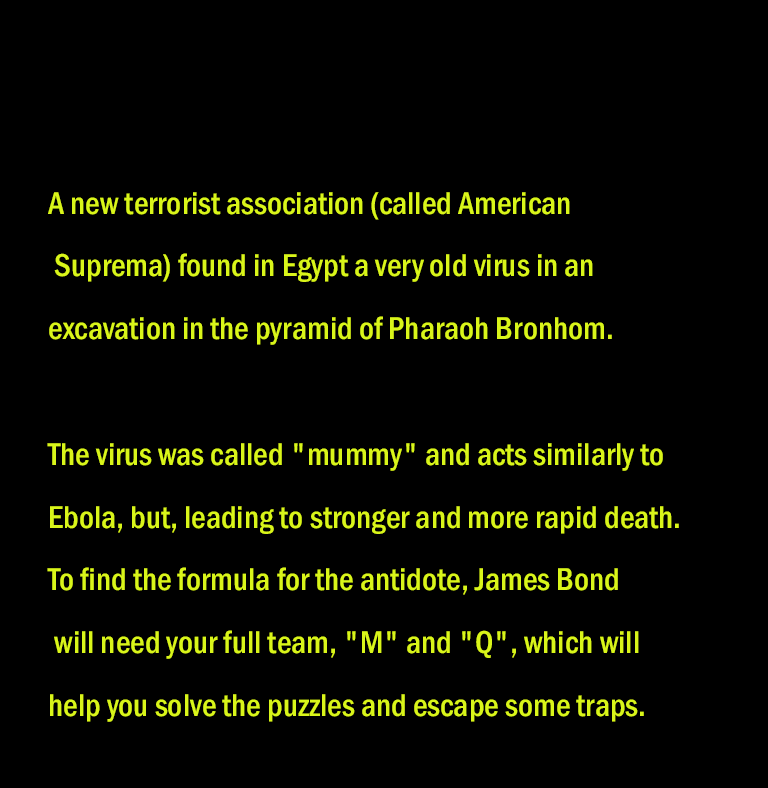 A new terrorist association (called American
Suprema) found in Egypt a very old virus in an
excavation in the pyramid of Pharaoh Bronhom.
The virus was called "mummy" and acts similarly to
Ebola, but, leading to stronger and more rapid death.
To find the formula for the antidote, James Bond
will need your full team, "M" and "Q", which will
help you solve the puzzles and escape some traps.